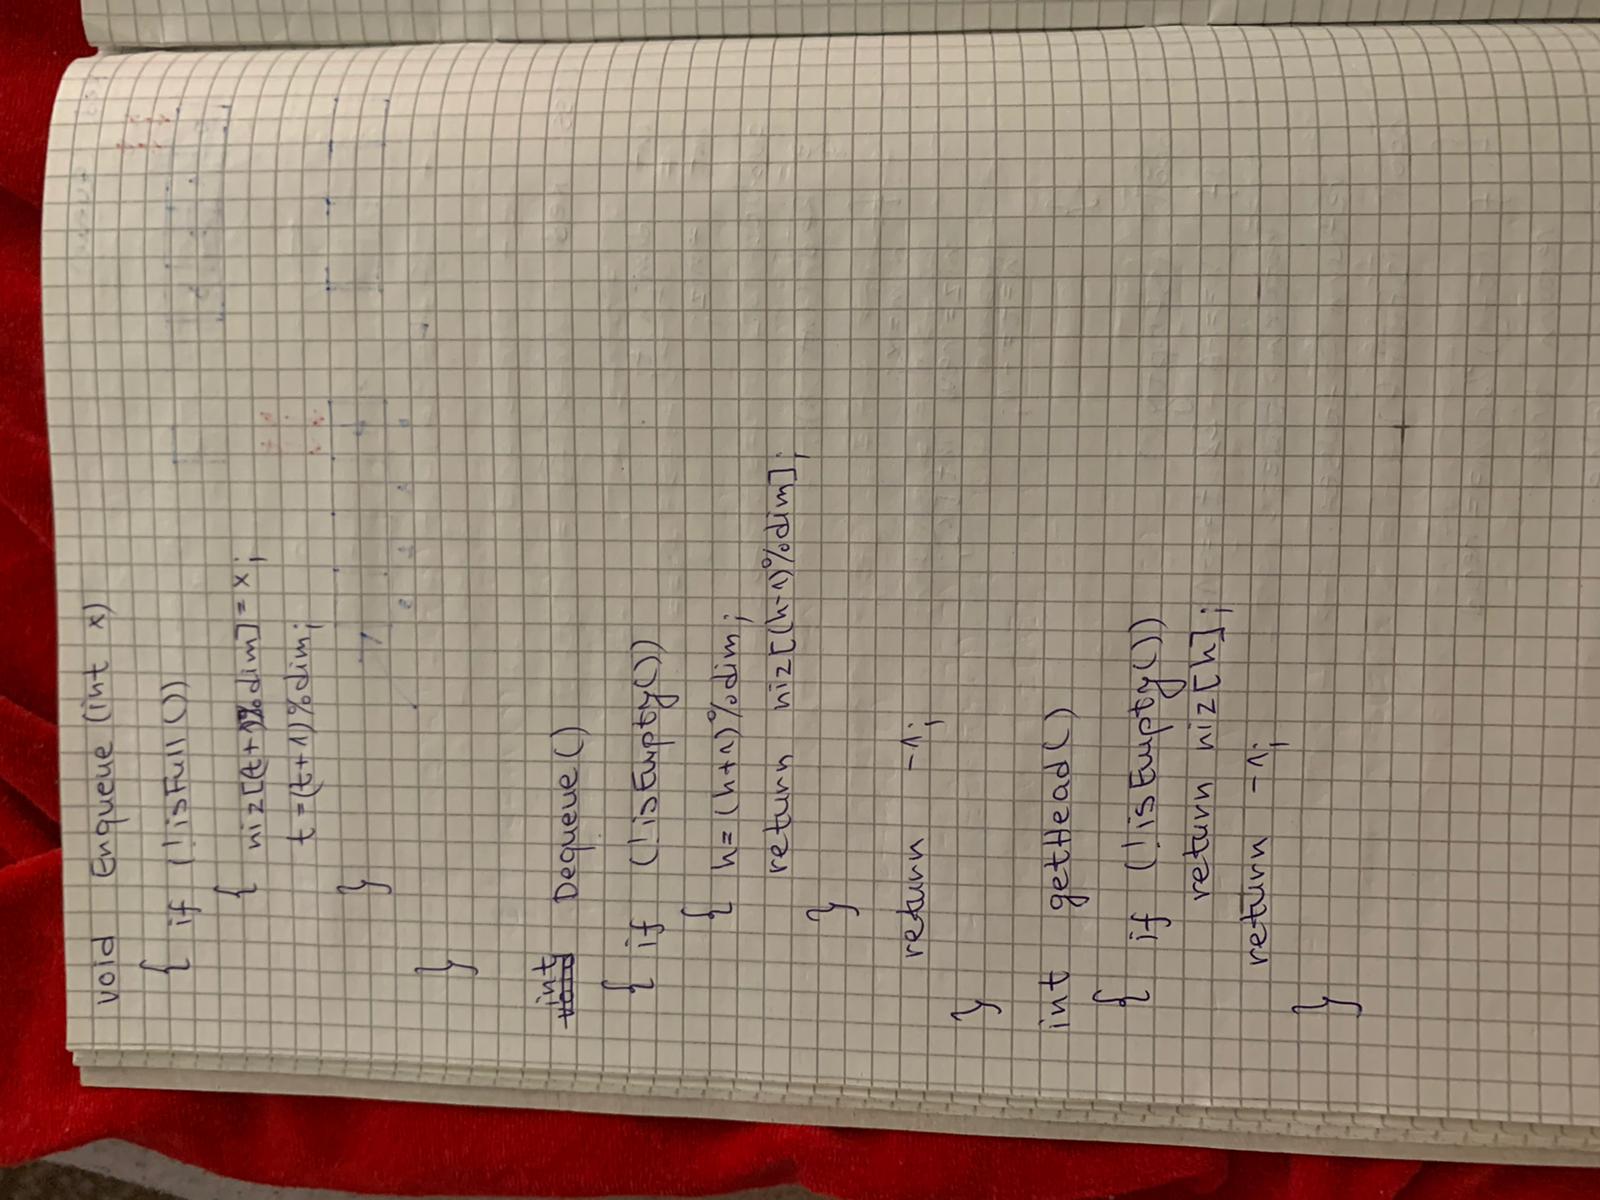 void Enqueue (int x)
{ if (!isFull())
{
niz[(t+1)%dim]=x;
t=(t+1)%dim;
}
}
int Dequeue()
{ if (!isEmpty())
{ h=(h+1)%dim;
return niz[(h-1)%dim];
}
return -1;
}
int getHead()
{ if (!isEmpty())
return niz[h];
return -1;
}